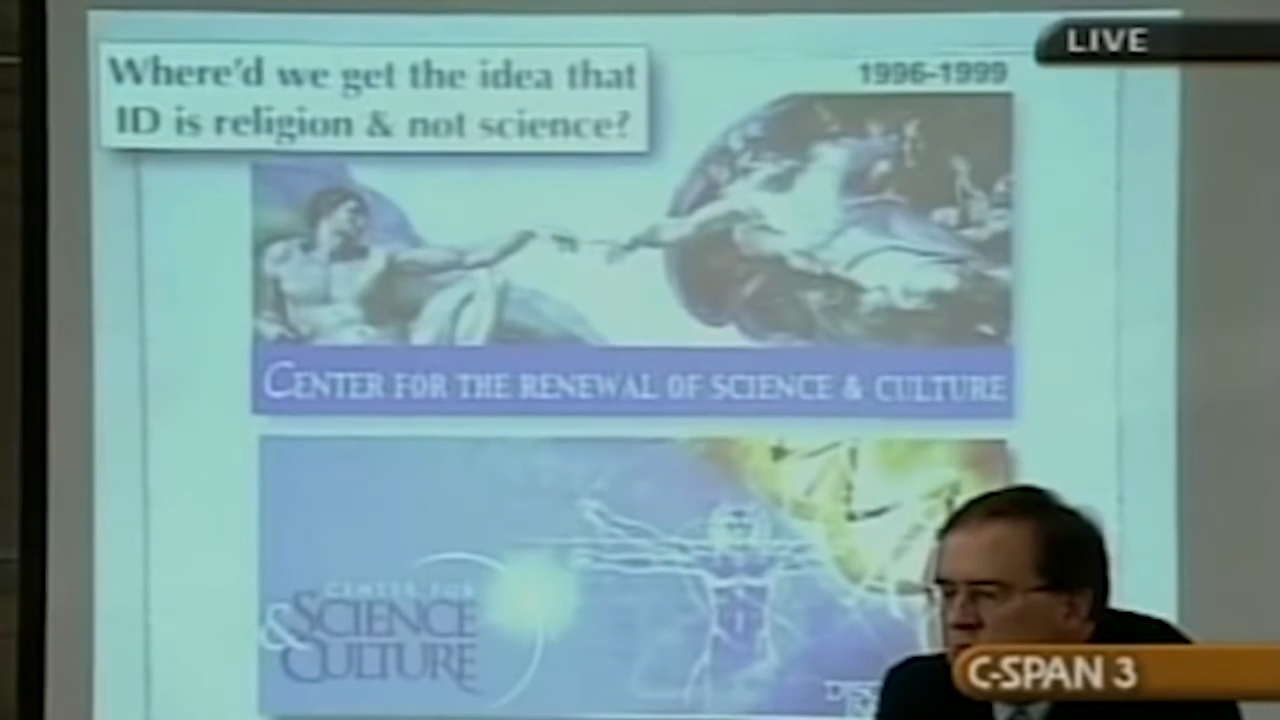 LIVE
Where'd we get the idea that
ID is religion & not science?
1996-1999
CENTER FOR THE RENEWAL OF SCIENCE & CULTURE
CENTER FOR
SCIENCE
& CULTURE
C-SPAN 3